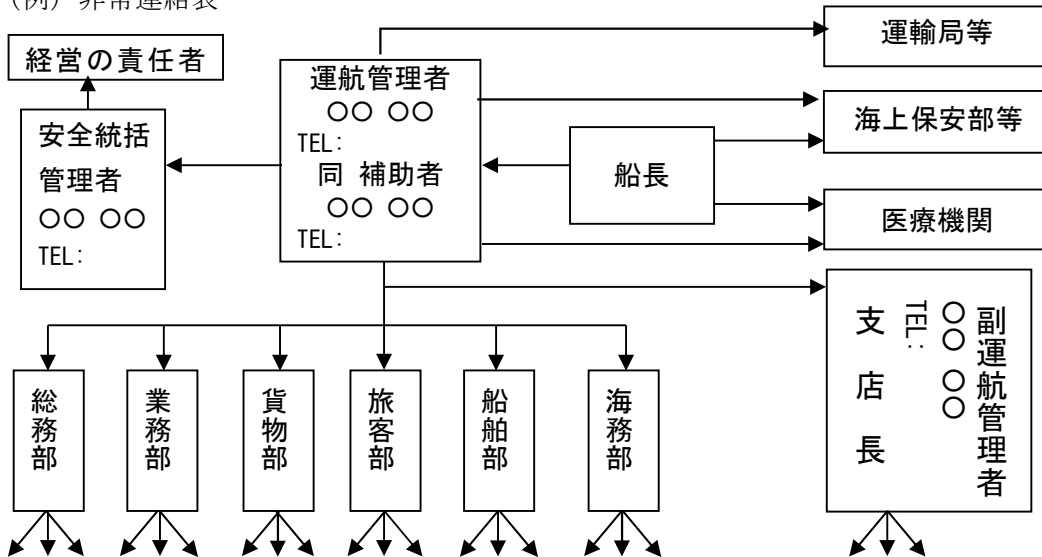 （例）非常連絡表
運輸局等
経営の責任者
運航管理者
○○ ○○
TEL：
同 補助者
○○ ○○
TEL：
海上保安部等
安全統括
管理者
○○ ○○
TEL：
船長
医療機関
副運航管理者
○○ ○○
TEL：
支店長
総務部
業務部
貨物部
旅客部
船舶部
海務部